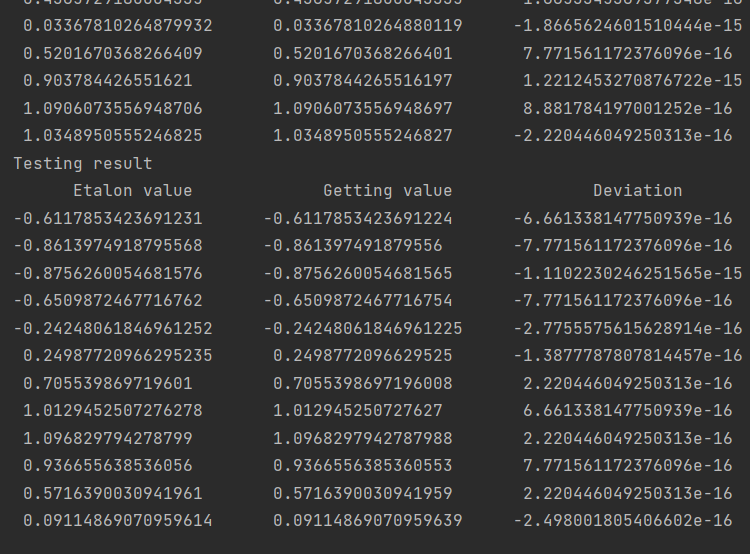 0.03367810264879932 0.03367810264880119 -1.8665624601510444e-15
0.5201670368266409 0.5201670368266401 7.771561172376096e-16
0.903784426551621 0.9037844265516197 1.2212453270876722e-15
1.0906073556948706 1.0906073556948697 8.881784197001252e-16
1.0348950555246825 1.0348950555246827 -2.220446049250313e-16
Testing result
Etalon value Getting value Deviation
-0.6117853423691231 -0.6117853423691224 -6.661338147750939e-16
-0.8613974918795568 -0.861397491879556 -7.771561172376096e-16
-0.8756260054681576 -0.8756260054681565 -1.1102230246251565e-15
-0.6509872467716762 -0.6509872467716754 -7.771561172376096e-16
-0.24248061846961252 -0.24248061846961225 -2.7755575615628914e-16
0.24987720966295235 0.2498772096629525 -1.3877787807814457e-16
0.705539869719601 0.7055398697196008 2.220446049250313e-16
1.0129452507276278 1.012945250727627 6.661338147750939e-16
1.096829794278799 1.0968297942787988 2.220446049250313e-16
0.936655638536056 0.9366556385360553 7.771561172376096e-16
0.5716390030941961 0.5716390030941959 2.220446049250313e-16
0.09114869070959614 0.09114869070959639 -2.498001805406602e-16